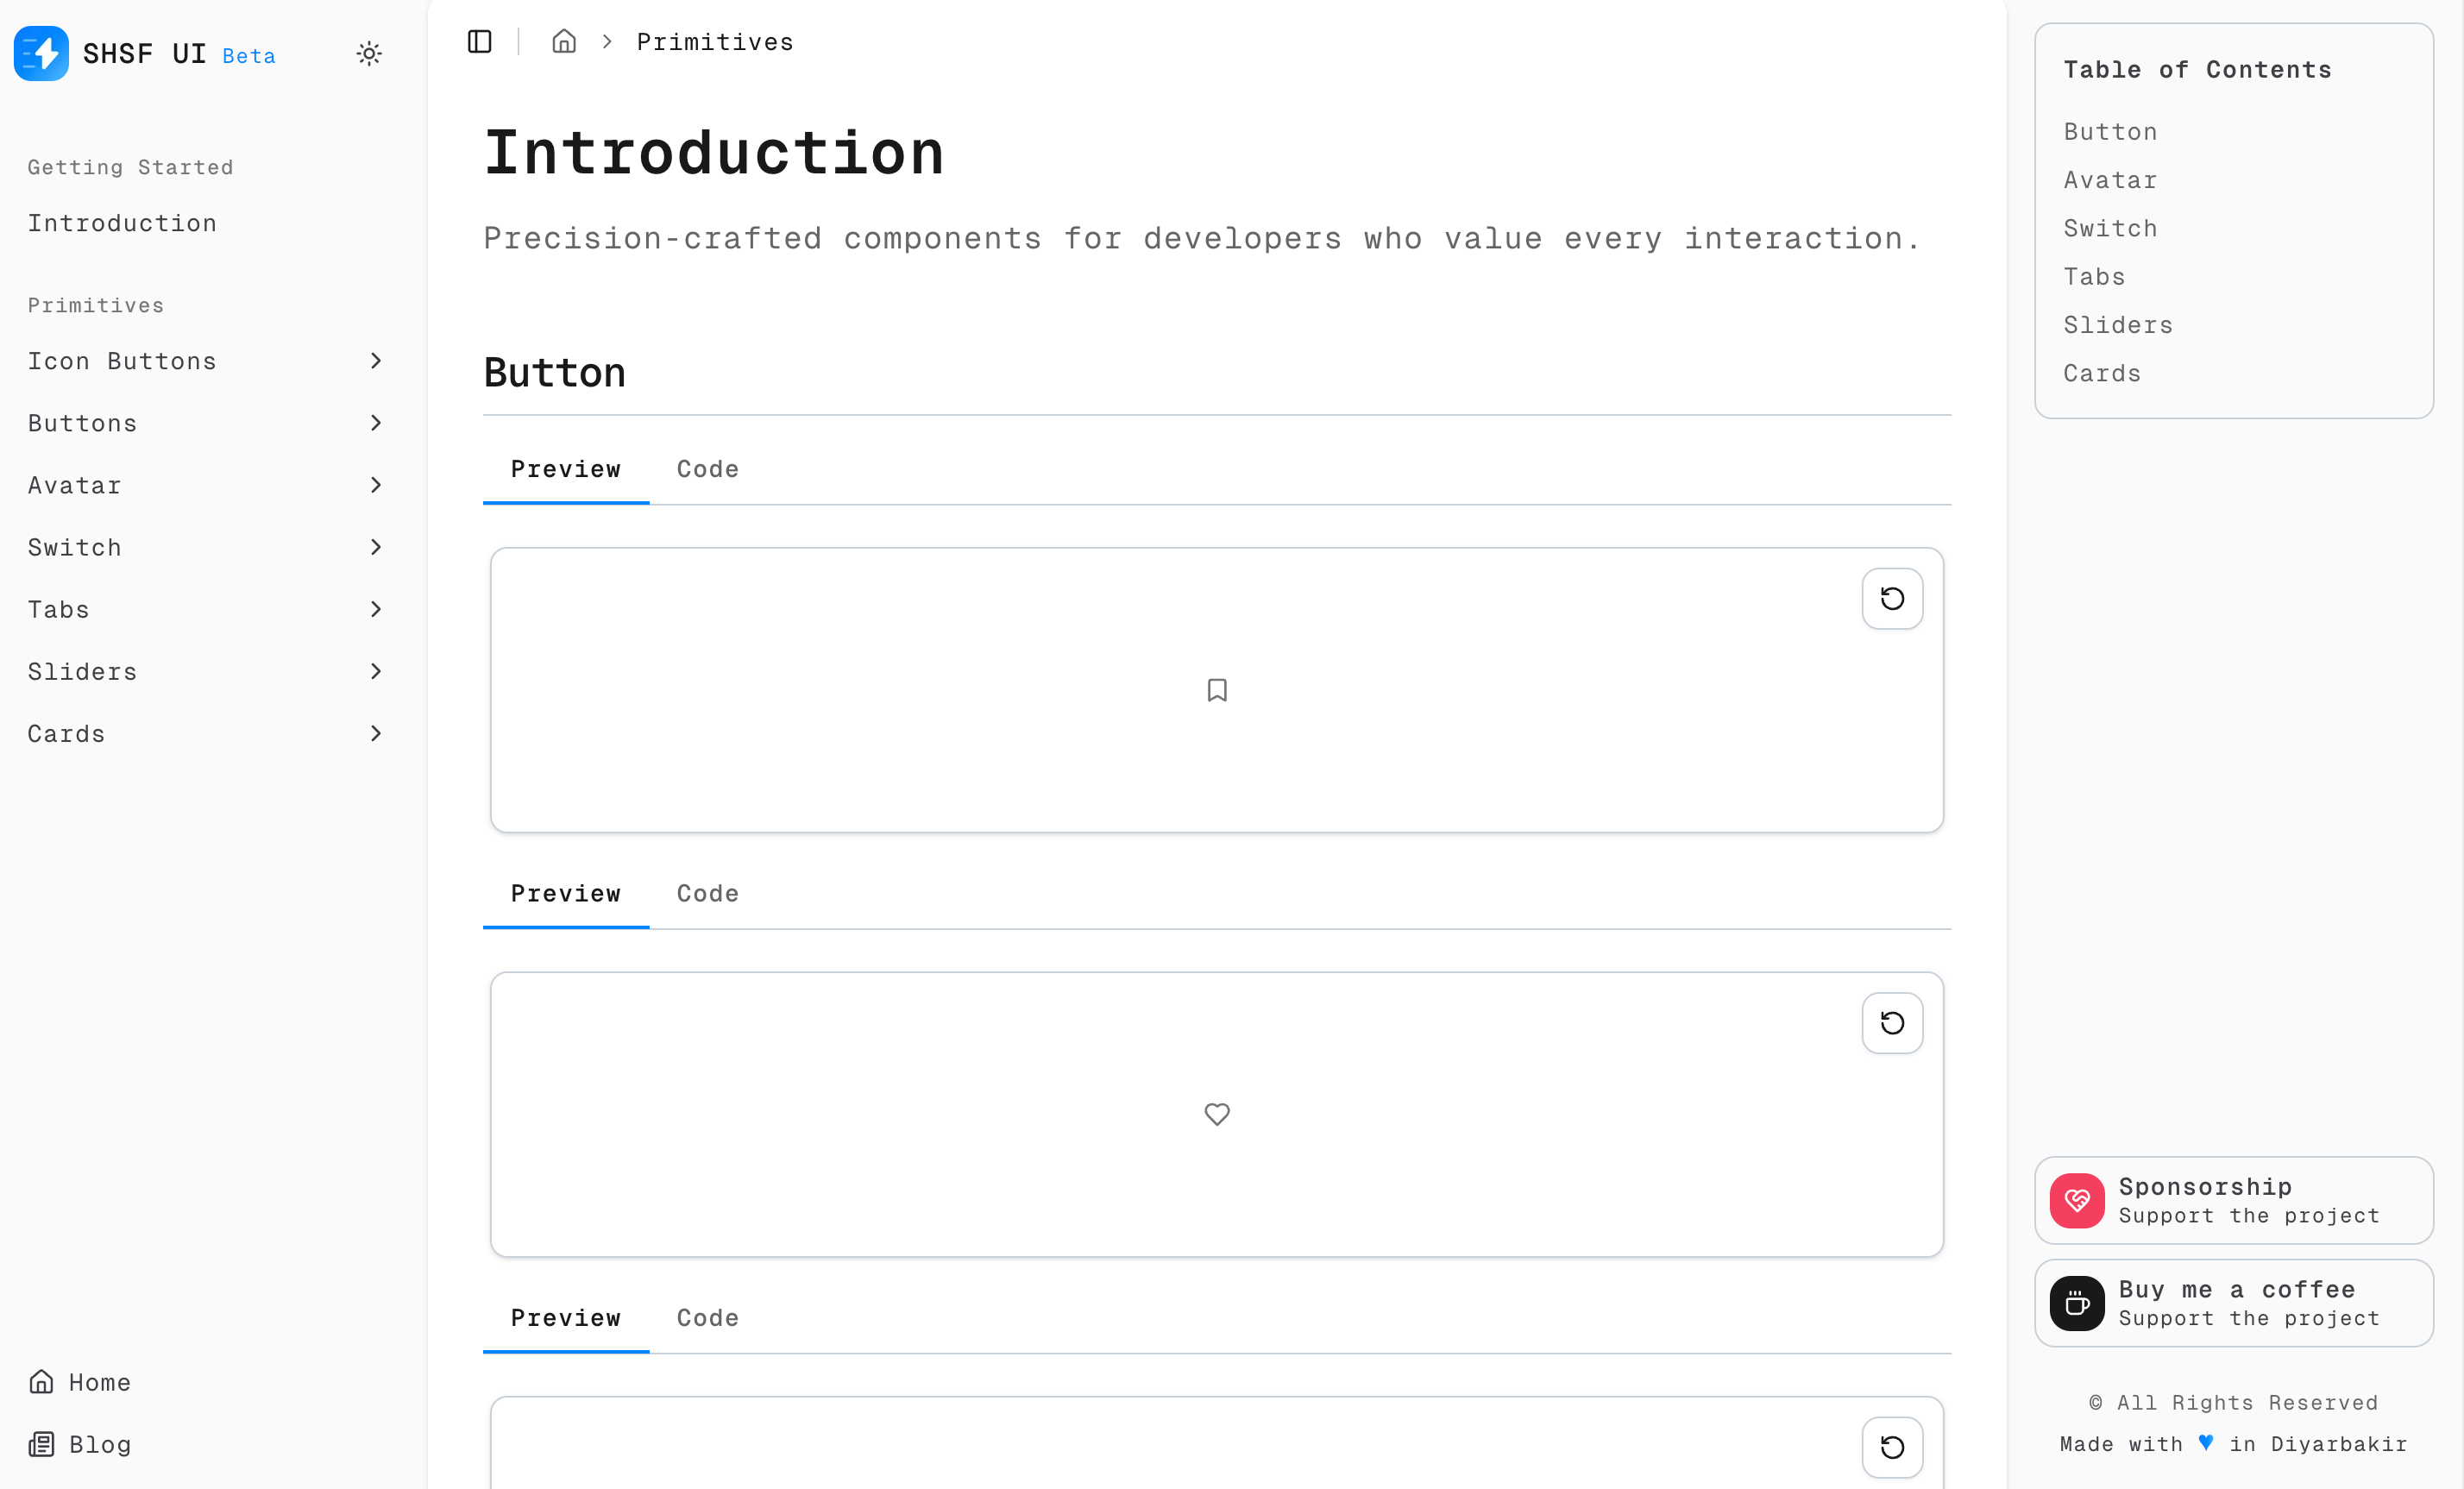 SHSF UI Beta
Getting Started
Introduction
Primitives
Icon Buttons
Buttons
Avatar
Switch
Tabs
Sliders
Cards
Home
Blog
Primitives
Introduction
Precision-crafted components for developers who value every interaction.
Button
Preview Code
Preview Code
Preview Code
Table of Contents
Button
Avatar
Switch
Tabs
Sliders
Cards
Sponsorship
Support the project
Buy me a coffee
Support the project
© All Rights Reserved
Made with ♥ in Diyarbakir